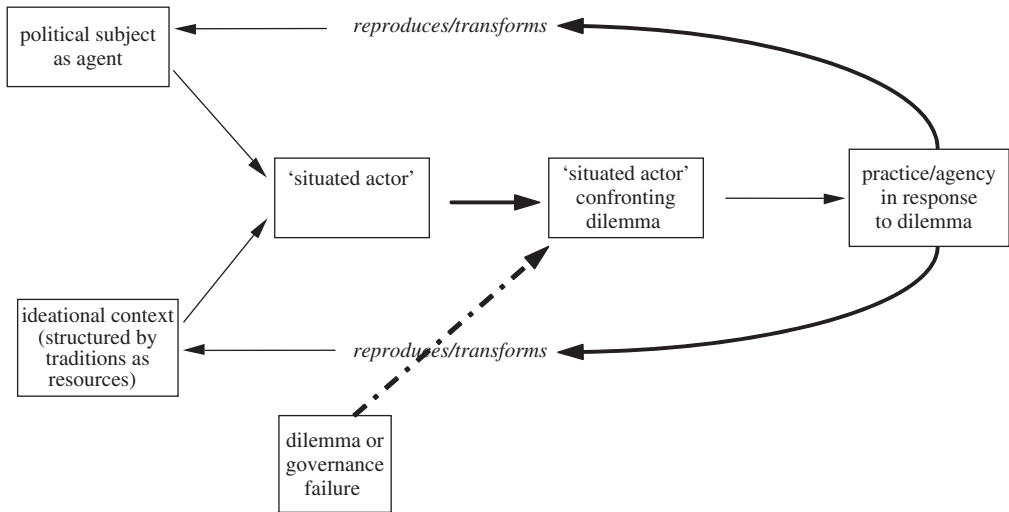 political subject
as agent
reproduces/transforms
‘situated actor’
‘situated actor’
confronting
dilemma
practice/agency
in response
to dilemma
ideational context
(structured by
traditions as
resources)
reproduces/transforms
dilemma or
governance
failure